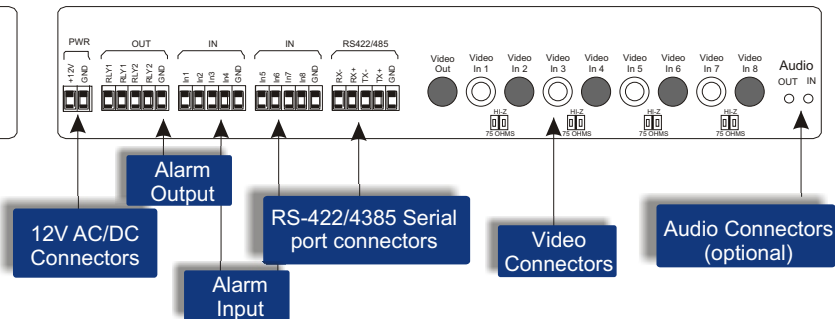 PWR OUT IN IN RS422/485
+12V GND RLY1 RLY1 RLY2 RLY2 GND In1 In2 In3 In4 GND In5 In6 In7 In8 GND RX- RX+ TX- TX+ GND
Video Out
Video In 1
Video In 2
Video In 3
Video In 4
Video In 5
Video In 6
Video In 7
Video In 8
Audio
OUT IN
HI-Z HI-Z HI-Z HI-Z
75 OHMS 75 OHMS 75 OHMS 75 OHMS
Alarm
Output
12V AC/DC
Connectors
Alarm
Input
RS-422/4385 Serial
port connectors
Video
Connectors
Audio Connectors
(optional)